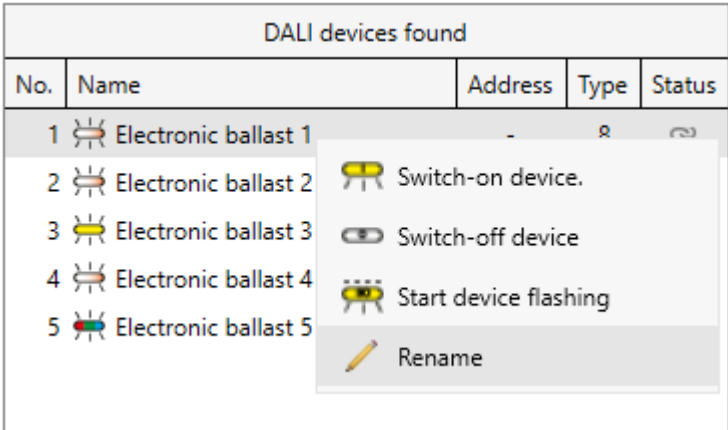 DALI devices found
No. Name Address Type Status
1 Electronic ballast 1 - 8
2 Electronic ballast 2
3 Electronic ballast 3
4 Electronic ballast 4
5 Electronic ballast 5
Switch-on device.
Switch-off device
Start device flashing
Rename